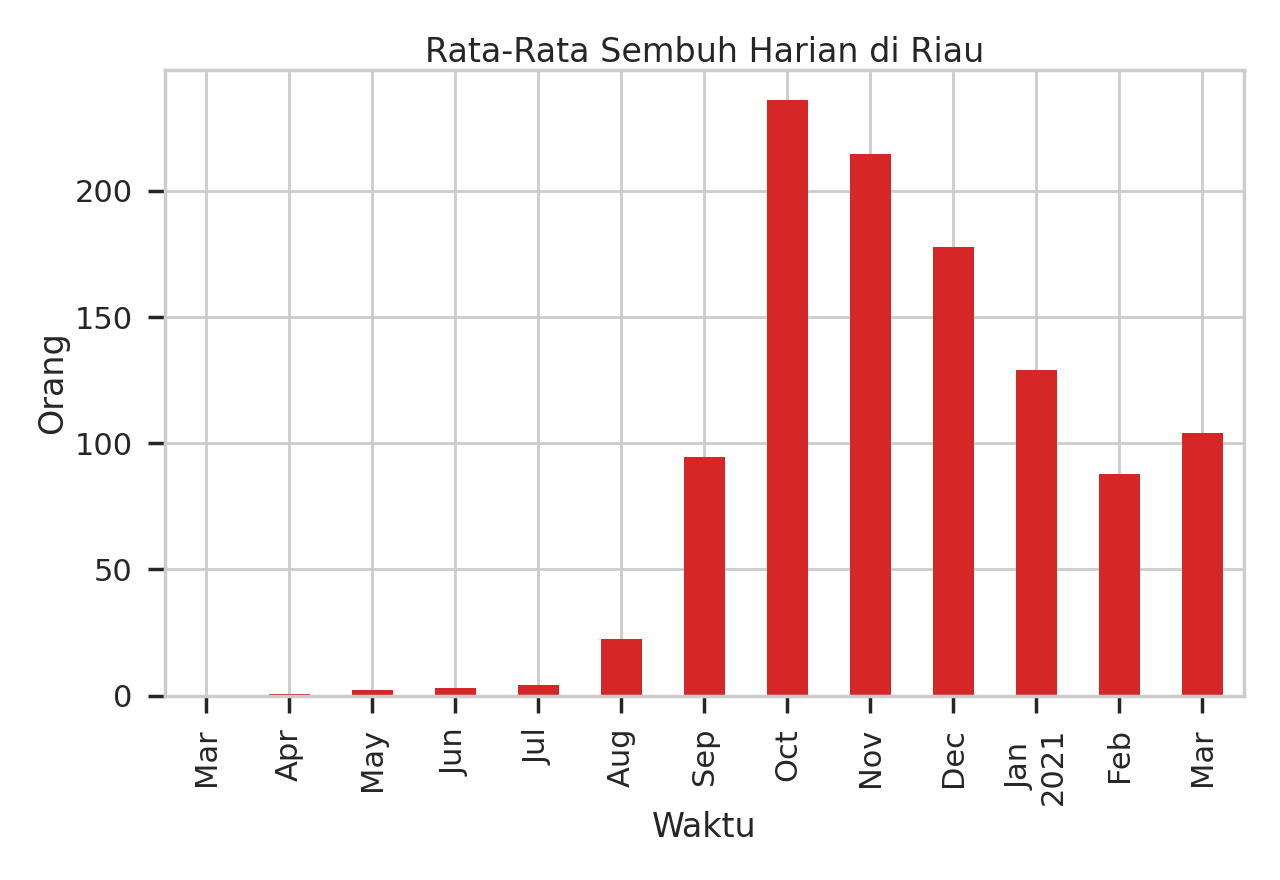 Rata-Rata Sembuh Harian di Riau
Orang
200
150
100
50
0
Mar
Apr
May
Jun
Jul
Aug
Sep
Oct
Nov
Dec
Jan
2021
Feb
Mar
Waktu